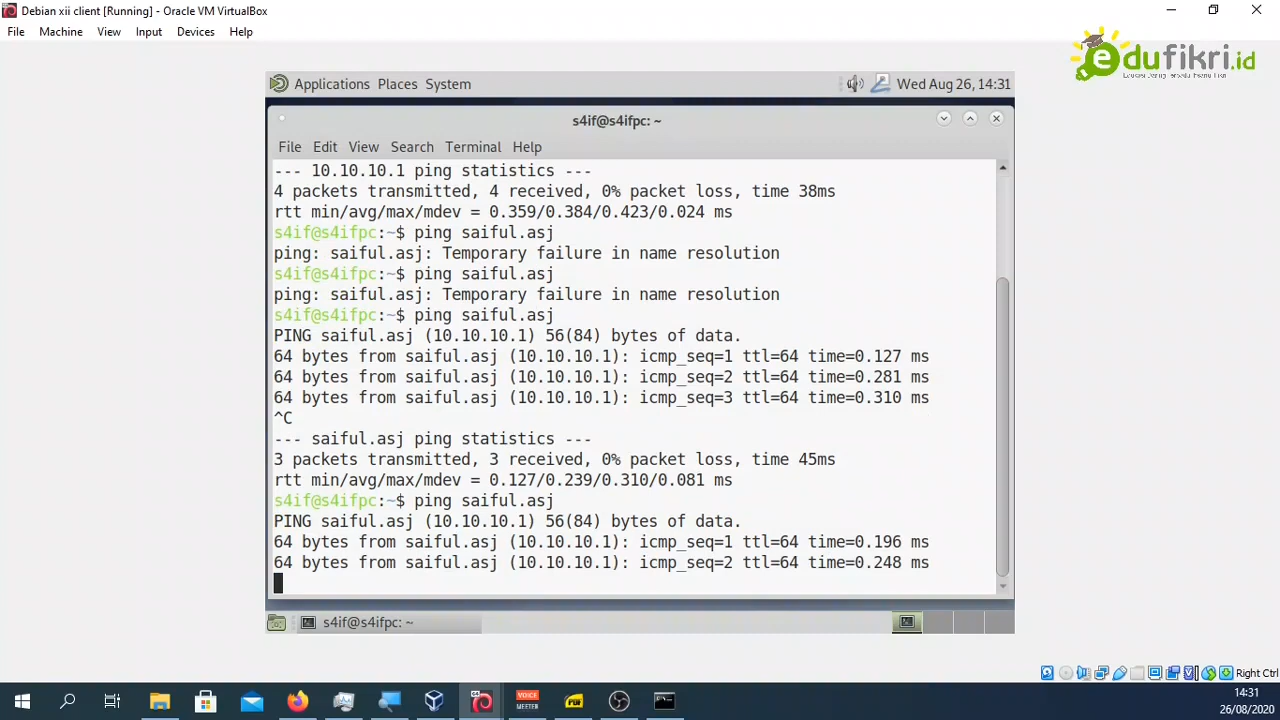 Debian xii client [Running] - Oracle VM VirtualBox
File Machine View Input Devices Help
edufikri.id
Applications Places System
Wed Aug 26, 14:31
s4if@s4ifpc: ~
File Edit View Search Terminal Help
--- 10.10.10.1 ping statistics ---
4 packets transmitted, 4 received, 0% packet loss, time 38ms
rtt min/avg/max/mdev = 0.359/0.384/0.423/0.024 ms
s4if@s4ifpc:~$ ping saiful.asj
ping: saiful.asj: Temporary failure in name resolution
s4if@s4ifpc:~$ ping saiful.asj
ping: saiful.asj: Temporary failure in name resolution
s4if@s4ifpc:~$ ping saiful.asj
PING saiful.asj (10.10.10.1) 56(84) bytes of data.
64 bytes from saiful.asj (10.10.10.1): icmp_seq=1 ttl=64 time=0.127 ms
64 bytes from saiful.asj (10.10.10.1): icmp_seq=2 ttl=64 time=0.281 ms
64 bytes from saiful.asj (10.10.10.1): icmp_seq=3 ttl=64 time=0.310 ms
^C
--- saiful.asj ping statistics ---
3 packets transmitted, 3 received, 0% packet loss, time 45ms
rtt min/avg/max/mdev = 0.127/0.239/0.310/0.081 ms
s4if@s4ifpc:~$ ping saiful.asj
PING saiful.asj (10.10.10.1) 56(84) bytes of data.
64 bytes from saiful.asj (10.10.10.1): icmp_seq=1 ttl=64 time=0.196 ms
64 bytes from saiful.asj (10.10.10.1): icmp_seq=2 ttl=64 time=0.248 ms
s4if@s4ifpc: ~
Right Ctrl
VOICE
MEETER
14:31
26/08/2020